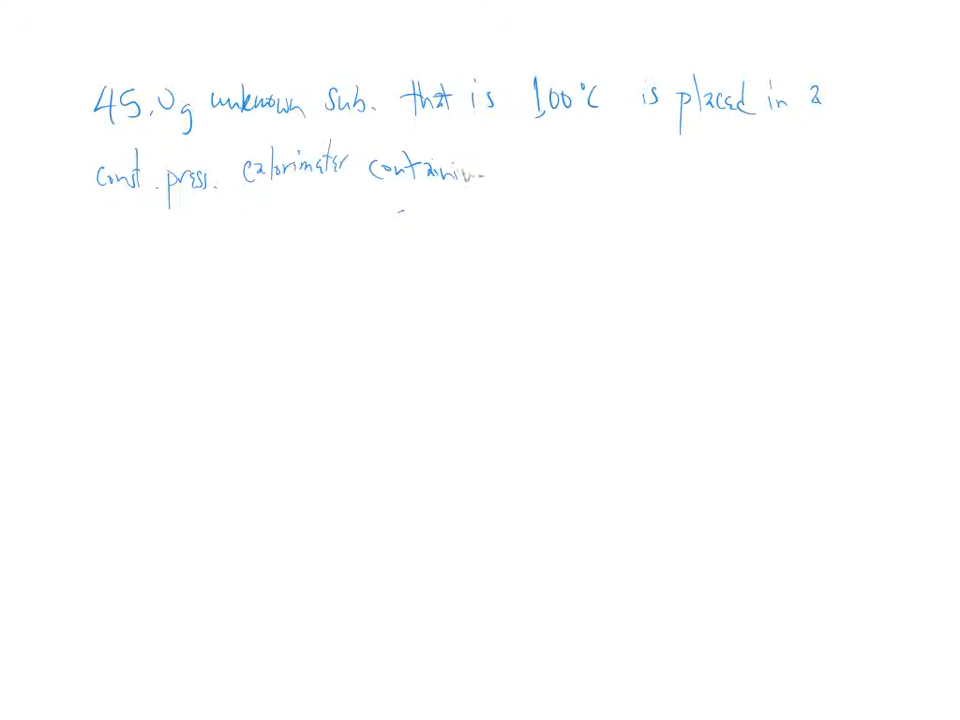 45.0g unknown sub. that is 100°C is placed in a
const. press. calorimeter